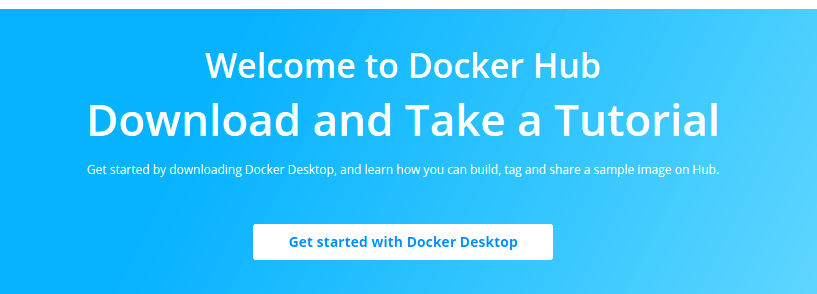 Welcome to Docker Hub
Download and Take a Tutorial
Get started by downloading Docker Desktop, and learn how you can build, tag and share a sample image on Hub.
Get started with Docker Desktop